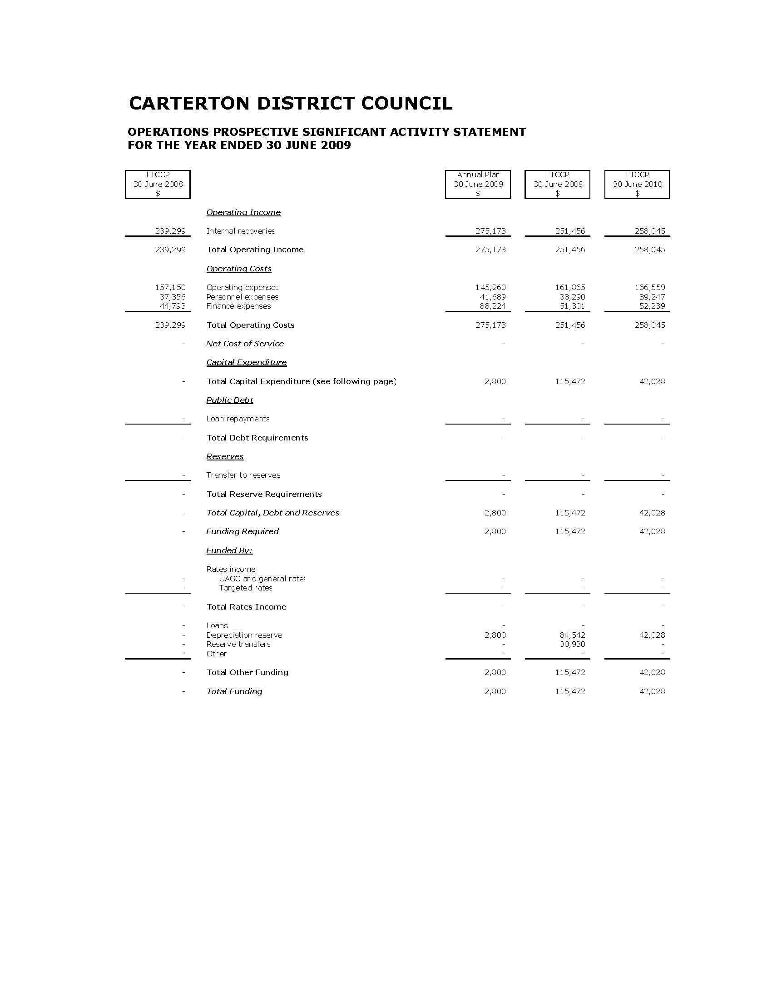 CARTERTON DISTRICT COUNCIL
OPERATIONS PROSPECTIVE SIGNIFICANT ACTIVITY STATEMENT
FOR THE YEAR ENDED 30 JUNE 2009
LTCCP Annual Plan LTCCP LTCCP
30 June 2008 30 June 2009 30 June 2009 30 June 2010
$ $ $ $
Operating Income
239,299 Internal recoveries 275,173 251,456 258,045
239,299 Total Operating Income 275,173 251,456 258,045
Operating Costs
157,150 Operating expenses 145,260 161,865 166,559
37,356 Personnel expenses 41,689 38,290 39,247
44,793 Finance expenses 88,224 51,301 52,239
239,299 Total Operating Costs 275,173 251,456 258,045
- Net Cost of Service - - -
Capital Expenditure
- Total Capital Expenditure (see following page) 2,800 115,472 42,028
Public Debt
- Loan repayments - - -
- Total Debt Requirements - - -
Reserves
- Transfer to reserves - - -
- Total Reserve Requirements - - -
- Total Capital, Debt and Reserves 2,800 115,472 42,028
- Funding Required 2,800 115,472 42,028
Funded By:
Rates income
- UAGC and general rates - - -
- Targeted rates - - -
- Total Rates Income - - -
- Loans - - -
- Depreciation reserve 2,800 84,542 42,028
- Reserve transfers - 30,930 -
- Other - - -
- Total Other Funding 2,800 115,472 42,028
- Total Funding 2,800 115,472 42,028